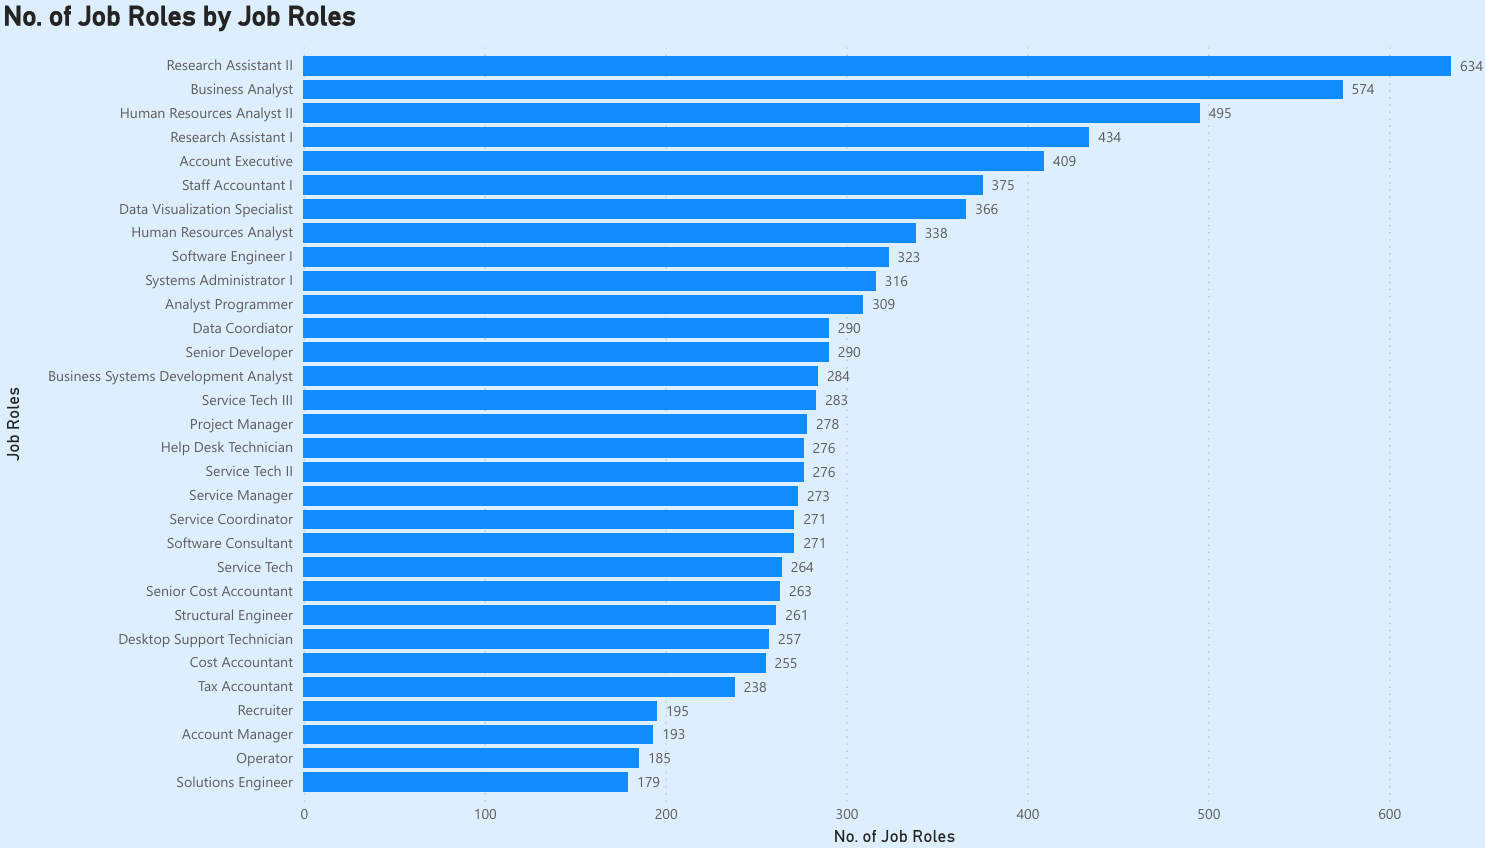 No. of Job Roles by Job Roles
Research Assistant II 634
Business Analyst 574
Human Resources Analyst II 495
Research Assistant I 434
Account Executive 409
Staff Accountant I 375
Data Visualization Specialist 366
Human Resources Analyst 338
Software Engineer I 323
Systems Administrator I 316
Analyst Programmer 309
Data Coordiator 290
Senior Developer 290
Business Systems Development Analyst 284
Service Tech III 283
Project Manager 278
Help Desk Technician 276
Service Tech II 276
Service Manager 273
Service Coordinator 271
Software Consultant 271
Service Tech 264
Senior Cost Accountant 263
Structural Engineer 261
Desktop Support Technician 257
Cost Accountant 255
Tax Accountant 238
Recruiter 195
Account Manager 193
Operator 185
Solutions Engineer 179
Job Roles
0 100 200 300 400 500 600
No. of Job Roles